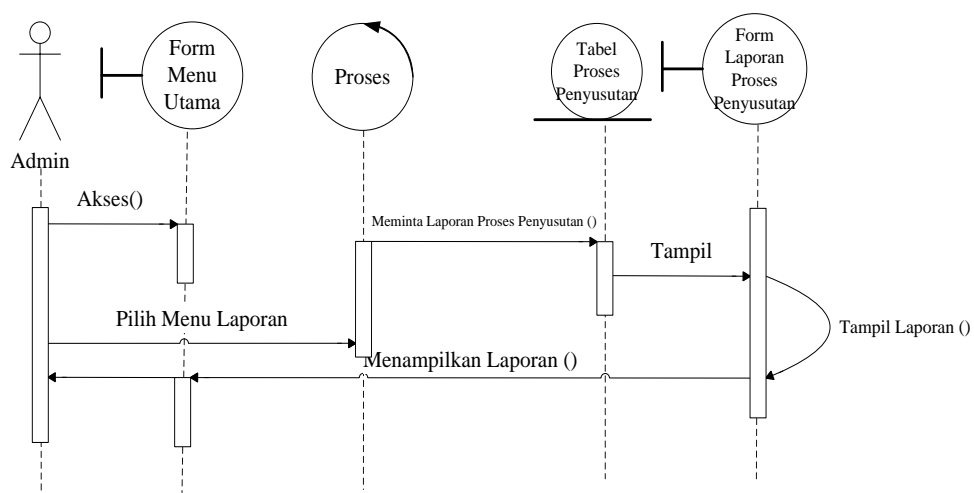 Form
Menu
Utama
Proses
Tabel
Proses
Penyusutan
Form
Laporan
Proses
Penyusutan
Admin
Akses()
Meminta Laporan Proses Penyusutan ()
Tampil
Pilih Menu Laporan
Tampil Laporan ()
Menampilkan Laporan ()